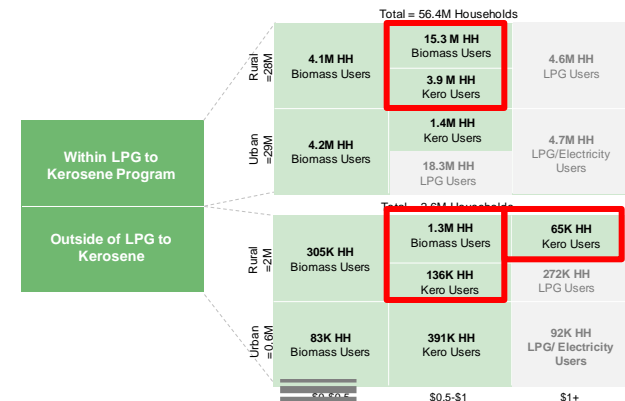 Total = 56.4M Households
Rural
=28M
4.1M HH
Biomass Users
15.3 M HH
Biomass Users
3.9 M HH
Kero Users
4.6M HH
LPG Users
Urban
=29M
4.2M HH
Biomass Users
1.4M HH
Kero Users
18.3M HH
LPG Users
4.7M HH
LPG/Electricity
Users
Within LPG to
Kerosene Program
Outside of LPG to
Kerosene
Total = 2.6M Households
Rural
=2M
305K HH
Biomass Users
1.3M HH
Biomass Users
136K HH
Kero Users
65K HH
Kero Users
272K HH
LPG Users
Urban
=0.6M
83K HH
Biomass Users
391K HH
Kero Users
92K HH
LPG/ Electricity
Users
$0.5-$1
$1+